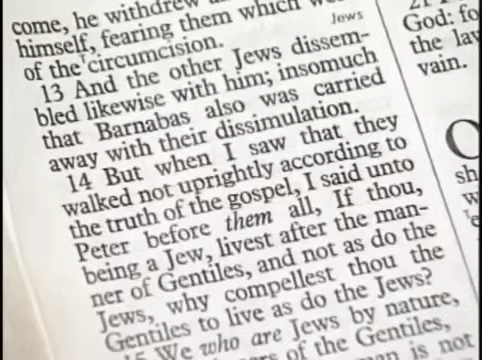 come, he withdrew
himself, fearing them which
of the circumcision.
Jews
13 And the other Jews dissem-
bled likewise with him; insomuch
that Barnabas also was carried
away with their dissimulation.
14 But when I saw that they
walked not uprightly according to
the truth of the gospel, I said unto
Peter before them all, If thou,
being a Jew, livest after the man-
ner of Gentiles, and not as do the
Jews, why compellest thou the
Gentiles to live as do the Jews?
We who are Jews by nature,
of the Gentiles,
is not
God: fo
the law
vain.